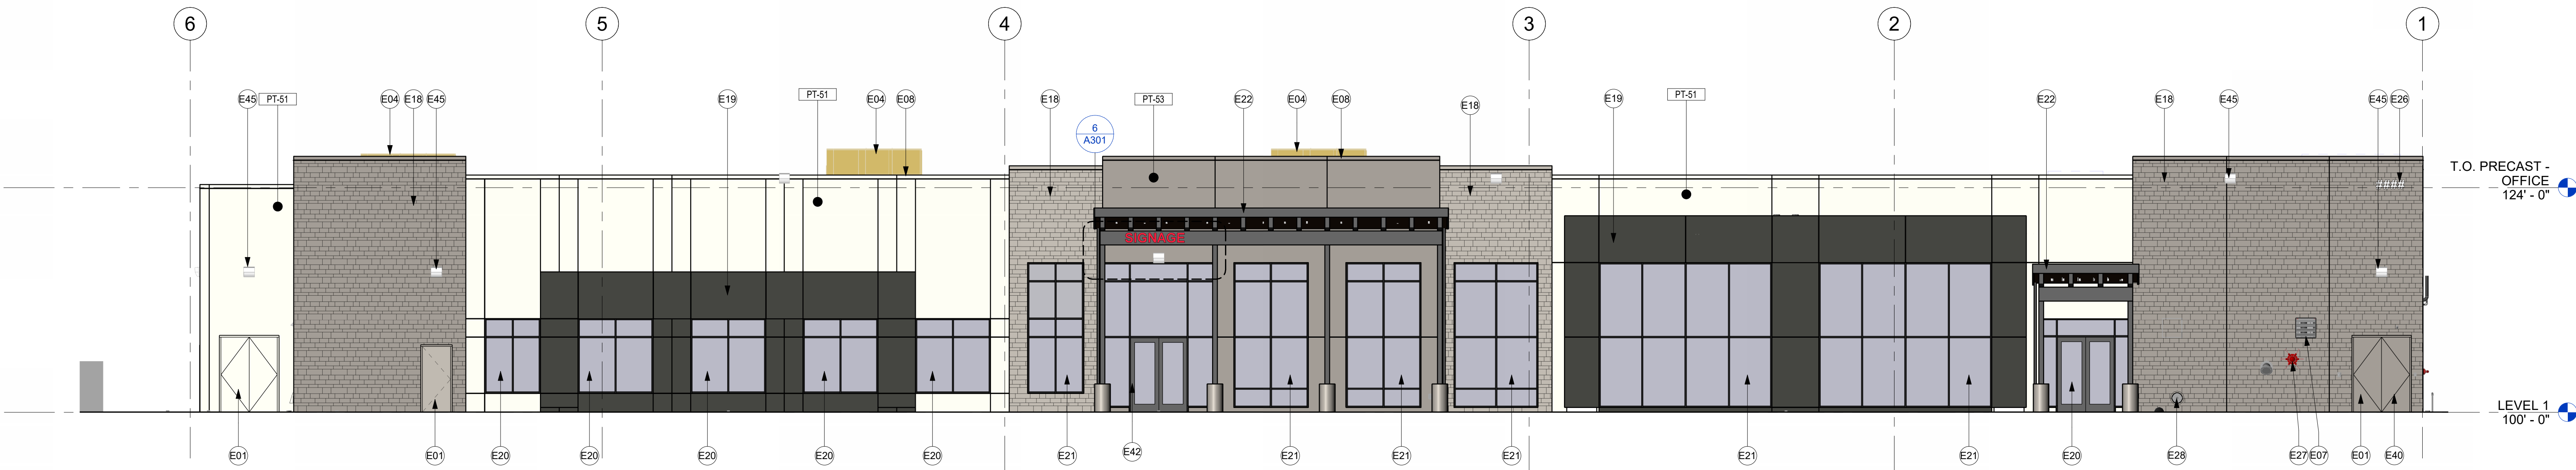 6 5 4 3 2 1
E45 PT-51 E04 E18 E45 E19 PT-51 E04 E08 E18 PT-53 E22 E04 E08 E18 E19 PT-51 E22 E18 E45 E45 E26
6
A301
T.O. PRECAST -
OFFICE
124' - 0"
####
SIGNAGE
LEVEL 1
100' - 0"
E01 E01 E20 E20 E20 E20 E20 E21 E42 E21 E21 E21 E21 E21 E20 E28 E27 E07 E01 E40